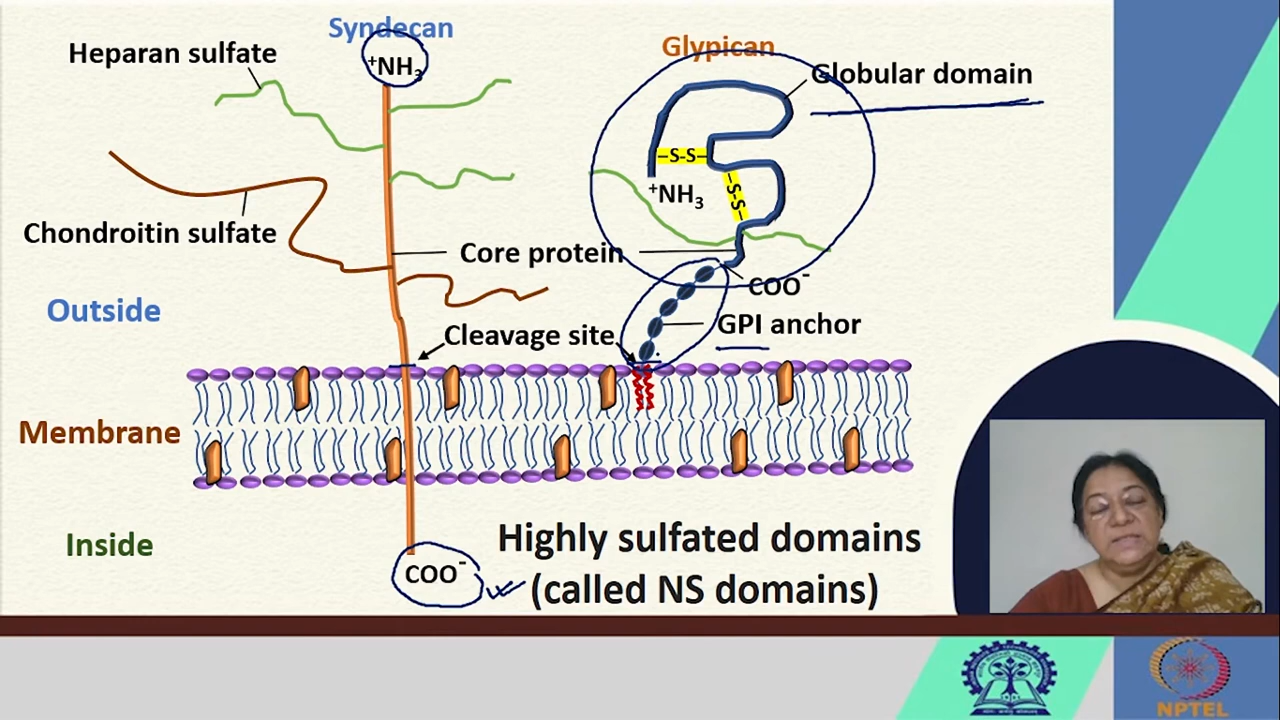 Syndecan
Heparan sulfate
⁺NH₃
Glypican
Globular domain
–S-S–
⁺NH₃
–S-S–
Chondroitin sulfate
Core protein
COO⁻
Outside
GPI anchor
Cleavage site
Membrane
Inside
COO⁻
Highly sulfated domains
(called NS domains)
NPTEL